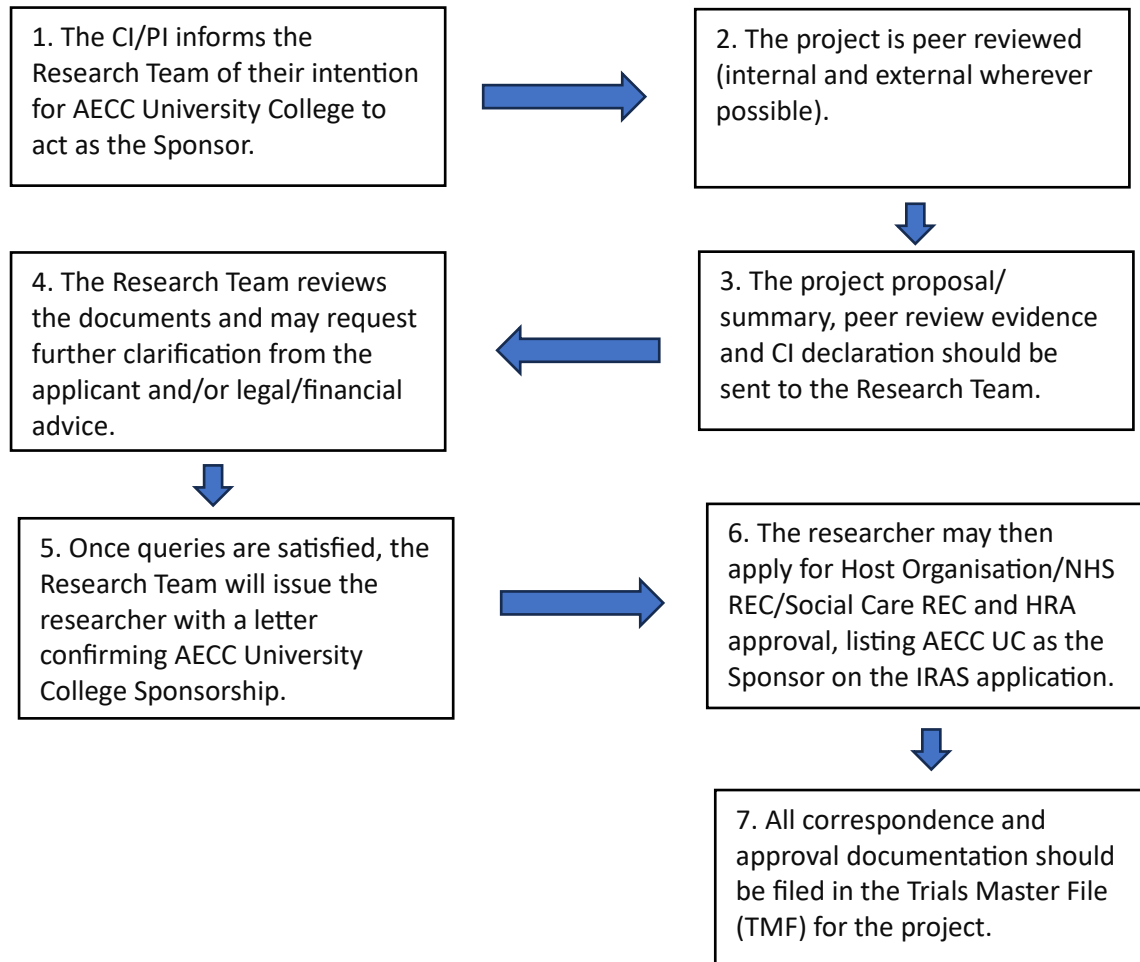 1. The CI/PI informs the
Research Team of their intention
for AECC University College to
act as the Sponsor.
2. The project is peer reviewed
(internal and external wherever
possible).
3. The project proposal/
summary, peer review evidence
and CI declaration should be
sent to the Research Team.
4. The Research Team reviews
the documents and may request
further clarification from the
applicant and/or legal/financial
advice.
5. Once queries are satisfied, the
Research Team will issue the
researcher with a letter
confirming AECC University
College Sponsorship.
6. The researcher may then
apply for Host Organisation/NHS
REC/Social Care REC and HRA
approval, listing AECC UC as the
Sponsor on the IRAS application.
7. All correspondence and
approval documentation should
be filed in the Trials Master File
(TMF) for the project.